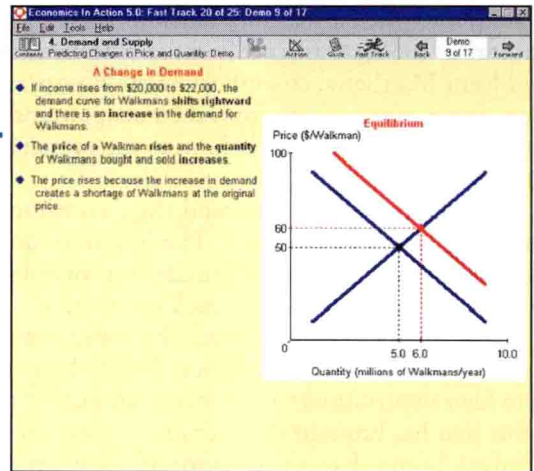 Economics In Action 5.0: Fast Track 20 of 25: Demo 9 of 17
File Edit Tools Help
4. Demand and Supply
Predicting Changes in Price and Quantity: Demo
Contents
Action
Quiz
Fast Track
Back
Demo
9 of 17
Forward
A Change in Demand
If income rises from $20,000 to $22,000, the
demand curve for Walkmans shifts rightward
and there is an increase in the demand for
Walkmans.
The price of a Walkman rises and the quantity
of Walkmans bought and sold increases.
The price rises because the increase in demand
creates a shortage of Walkmans at the original
price.
Equilibrium
Price ($/Walkman)
100
60
50
0
5.0 6.0 10.0
Quantity (millions of Walkmans/year)